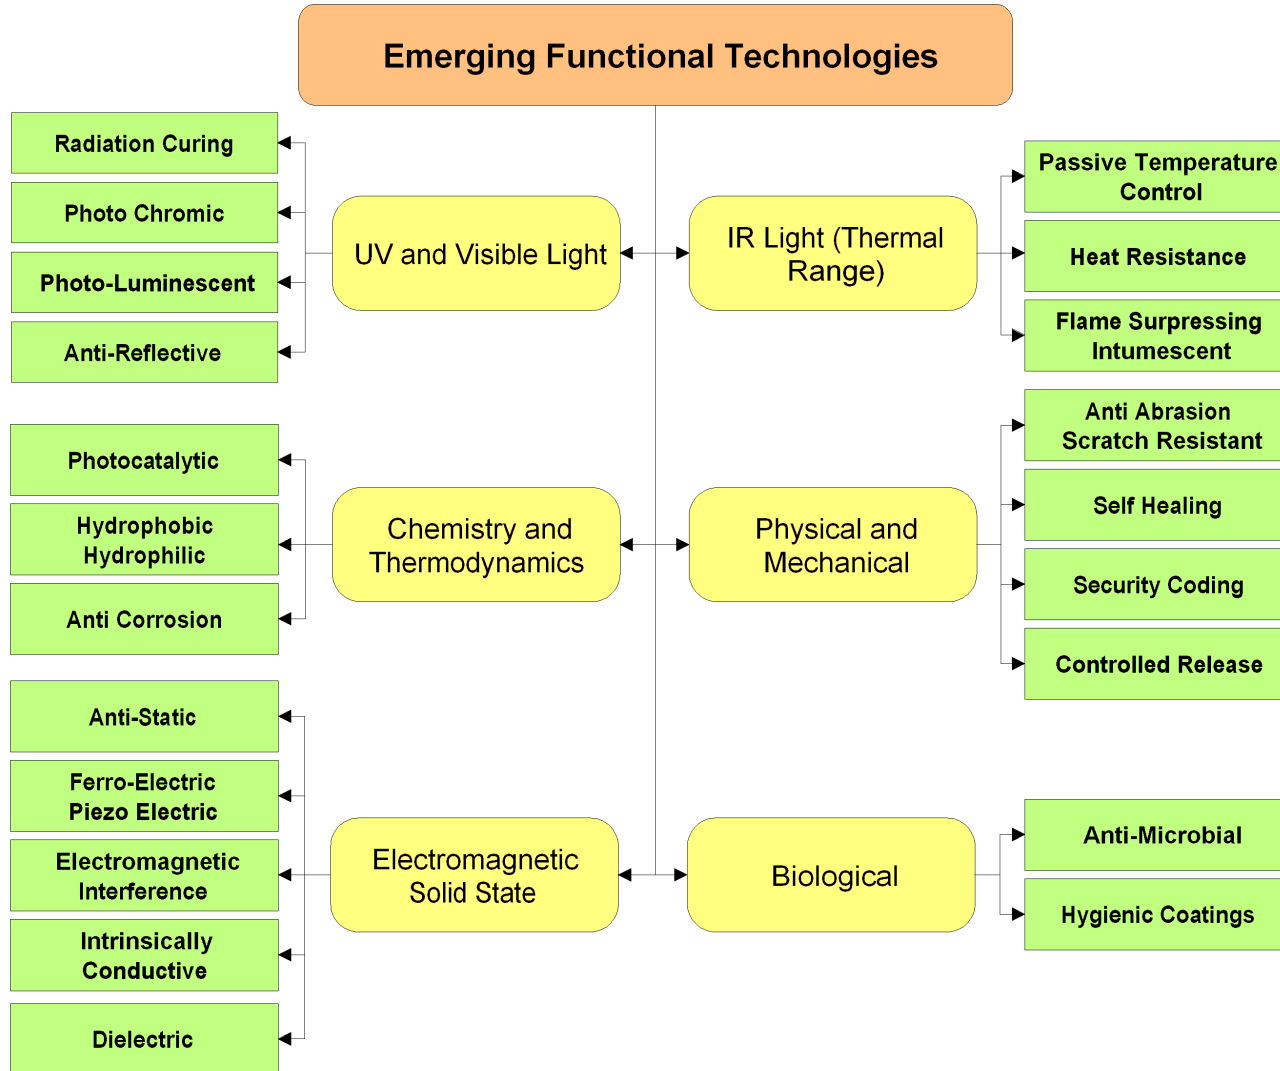 Emerging Functional Technologies
Radiation Curing
Photo Chromic
Photo-Luminescent
Anti-Reflective
UV and Visible Light
IR Light (Thermal
Range)
Passive Temperature
Control
Heat Resistance
Flame Surpressing
Intumescent
Photocatalytic
Hydrophobic
Hydrophilic
Anti Corrosion
Chemistry and
Thermodynamics
Physical and
Mechanical
Anti Abrasion
Scratch Resistant
Self Healing
Security Coding
Controlled Release
Anti-Static
Ferro-Electric
Piezo Electric
Electromagnetic
Interference
Intrinsically
Conductive
Dielectric
Electromagnetic
Solid State
Biological
Anti-Microbial
Hygienic Coatings